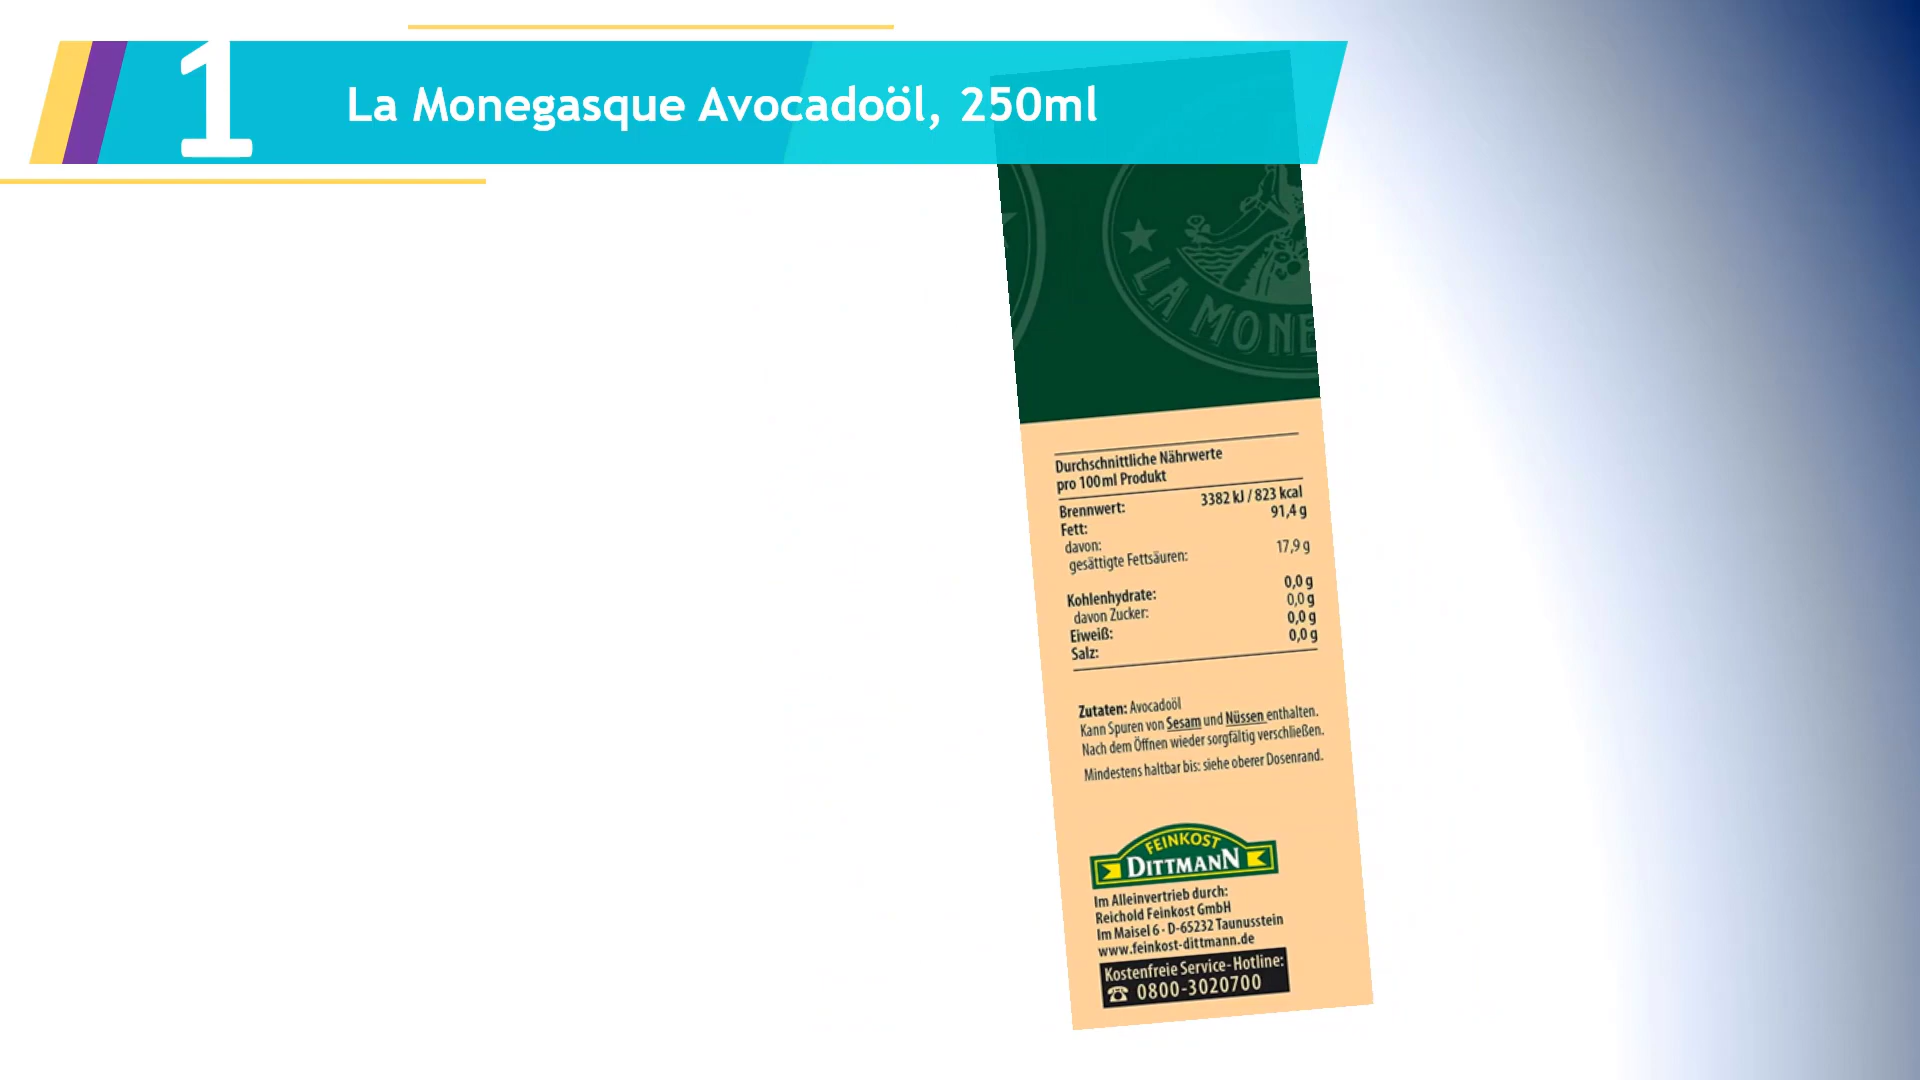 1
La Monegasque Avocadoöl, 250ml
LA MONE
Durchschnittliche Nährwerte
pro 100 ml Produkt
Brennwert: 3382 kJ / 823 kcal
Fett: 91,4 g
davon:
gesättigte Fettsäuren: 17,9 g
Kohlenhydrate: 0,0 g
davon Zucker: 0,0 g
Eiweiß: 0,0 g
Salz: 0,0 g
Zutaten: Avocadoöl
Kann Spuren von Sesam und Nüssen enthalten.
Nach dem Öffnen wieder sorgfältig verschließen.
Mindestens haltbar bis: siehe oberer Dosenrand.
FEINKOST
DITTMANN
Im Alleinvertrieb durch:
Reichold Feinkost GmbH
Im Maisel 6 · D-65232 Taunusstein
www.feinkost-dittmann.de
Kostenfreie Service-Hotline:
☎ 0800-3020700